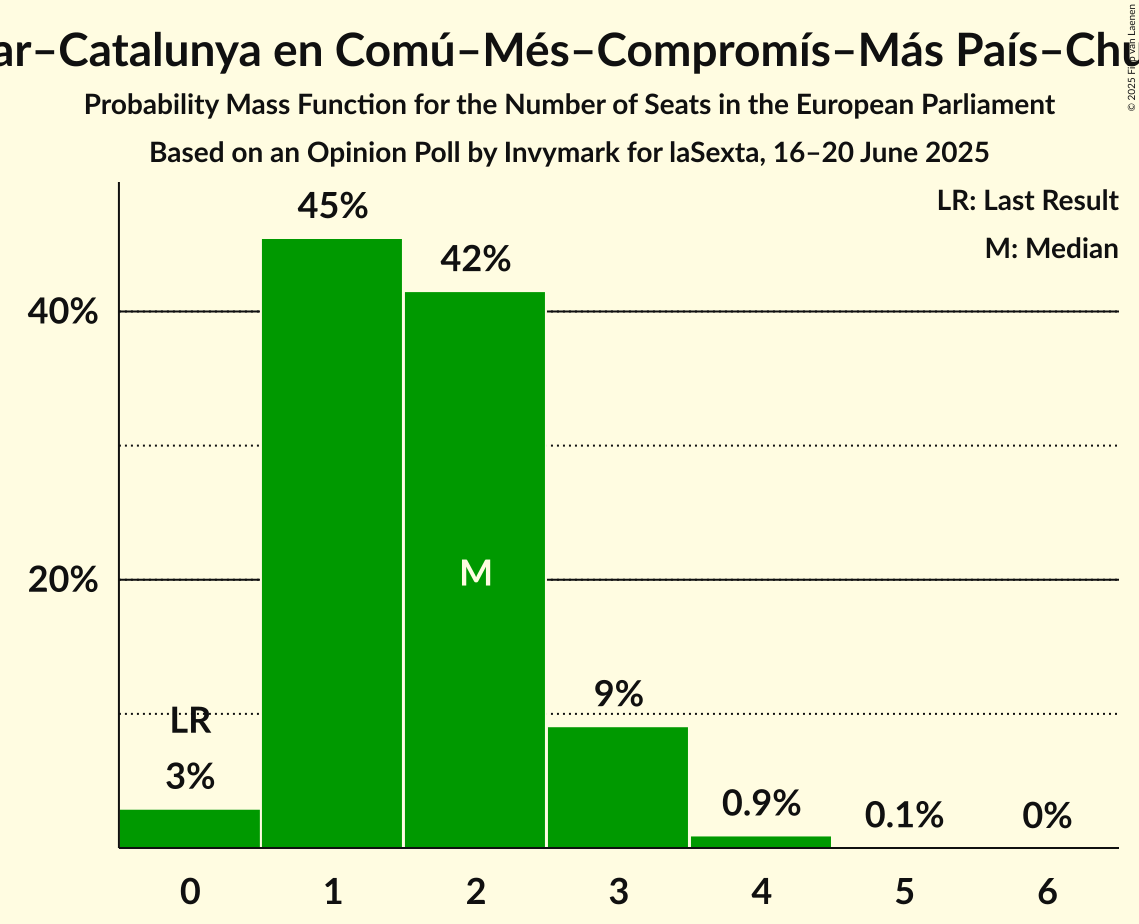 ar–Catalunya en Comú–Més–Compromís–Más País–Chu
© 2025 Filip van Laenen
Probability Mass Function for the Number of Seats in the European Parliament
Based on an Opinion Poll by Invymark for laSexta, 16–20 June 2025
LR: Last Result
M: Median
45%
42%
40%
M
20%
9%
LR
3%
0.9%
0.1%
0%
0 1 2 3 4 5 6